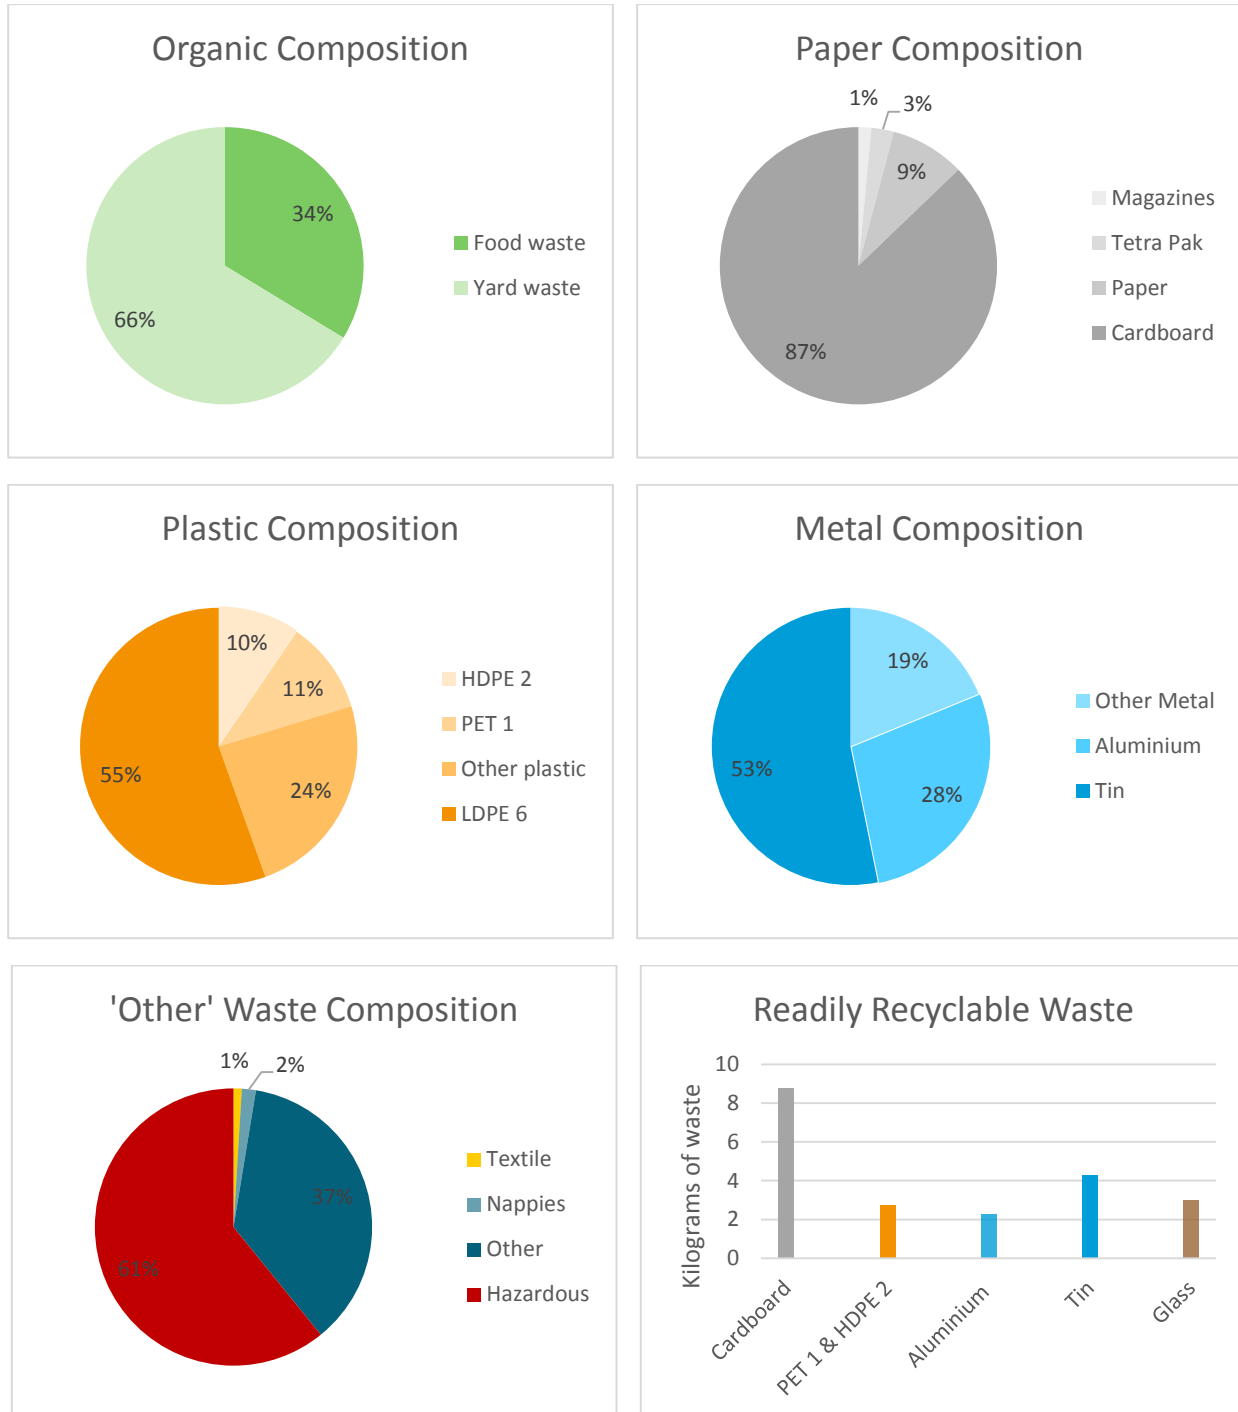 Organic Composition
34%
66%
Food waste
Yard waste
Paper Composition
1%
3%
9%
87%
Magazines
Tetra Pak
Paper
Cardboard
Plastic Composition
10%
11%
24%
55%
HDPE 2
PET 1
Other plastic
LDPE 6
Metal Composition
19%
28%
53%
Other Metal
Aluminium
Tin
'Other' Waste Composition
1%
2%
37%
61%
Textile
Nappies
Other
Hazardous
Readily Recyclable Waste
Kilograms of waste
10
8
6
4
2
0
Cardboard
PET 1 & HDPE 2
Aluminium
Tin
Glass